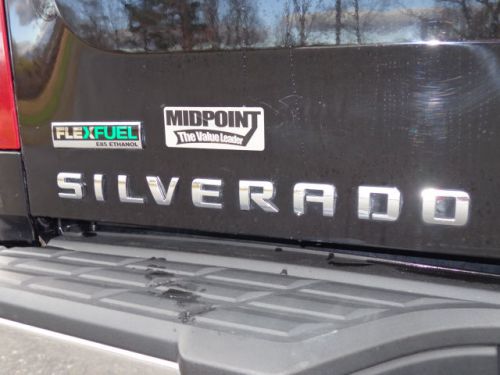 FLEXFUEL
E85 ETHANOL
MIDPOINT
The Value Leader
SILVERADO